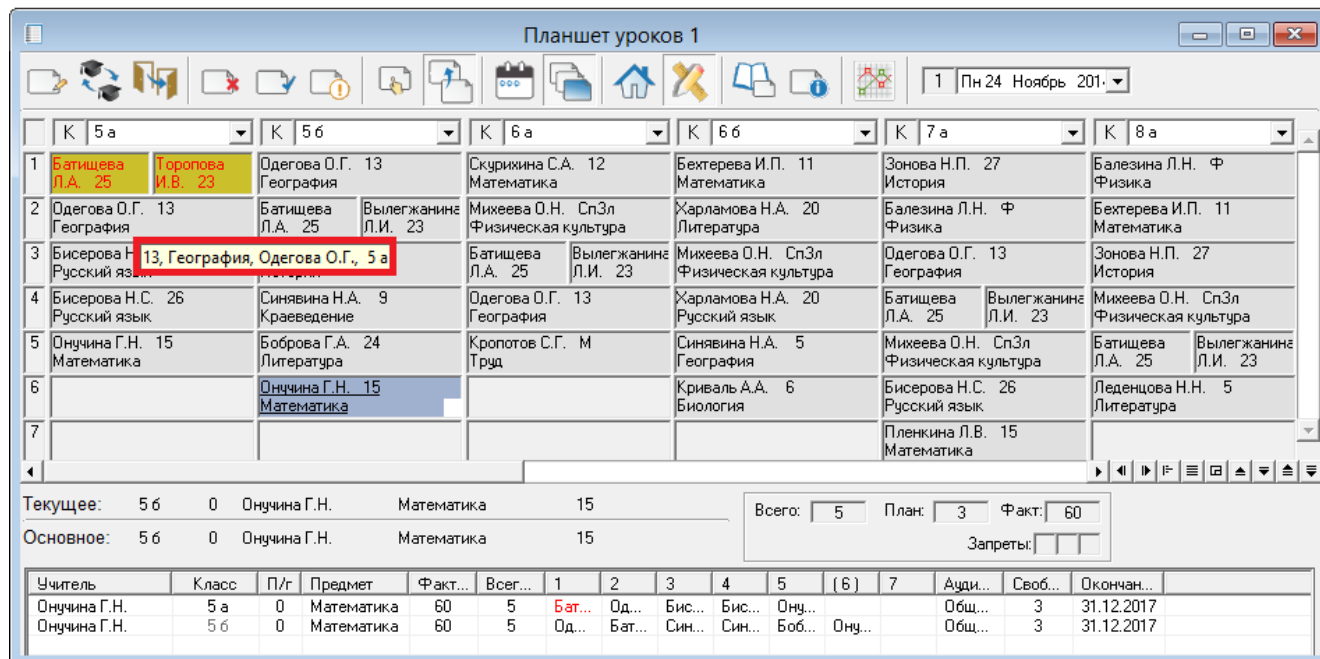 Планшет уроков 1
1 Пн 24 Ноябрь 201
К 5 а К 5 б К 6 а К 6 б К 7 а К 8 а
1 Батищева Торопова Одегова О.Г. 13 Скурихина С.А. 12 Бехтерева И.П. 11 Зонова Н.П. 27 Балезина Л.Н. Ф
Л.А. 25 И.В. 23 География Математика Математика История Физика
2 Одегова О.Г. 13 Батищева Вылегжанина Михеева О.Н. СпЗл Харламова Н.А. 20 Балезина Л.Н. Ф Бехтерева И.П. 11
География Л.А. 25 Л.И. 23 Физическая культура Литература Физика Математика
3 Бисерова Н 13, География, Одегова О.Г., 5 а Батищева Вылегжанина Михеева О.Н. СпЗл Одегова О.Г. 13 Зонова Н.П. 27
Русский язык История Л.А. 25 Л.И. 23 Физическая культура География История
4 Бисерова Н.С. 26 Синявина Н.А. 9 Одегова О.Г. 13 Харламова Н.А. 20 Батищева Вылегжанина Михеева О.Н. СпЗл
Русский язык Краеведение География Русский язык Л.А. 25 Л.И. 23 Физическая культура
5 Онучина Г.Н. 15 Боброва Г.А. 24 Кропотов С.Г. М Синявина Н.А. 5 Михеева О.Н. СпЗл Батищева Вылегжанина
Математика Литература Труд География Физическая культура Л.А. 25 Л.И. 23
6 Онучина Г.Н. 15 Криваль А.А. 6 Бисерова Н.С. 26 Леденцова Н.Н. 5
Математика Биология Русский язык Литература
7 Пленкина Л.В. 15
Математика
Текущее: 5 б 0 Онучина Г.Н. Математика 15
Всего: 5 План: 3 Факт: 60
Основное: 5 б 0 Онучина Г.Н. Математика 15
Запреты:
Учитель Класс П/г Предмет Факт... Всег... 1 2 3 4 5 (6) 7 Ауди... Своб... Окончан...
Онучина Г.Н. 5 а 0 Математика 60 5 Бат... Од... Бис... Бис... Ону... Общ... 3 31.12.2017
Онучина Г.Н. 5 б 0 Математика 60 5 Од... Бат... Син... Син... Боб... Ону... Общ... 3 31.12.2017